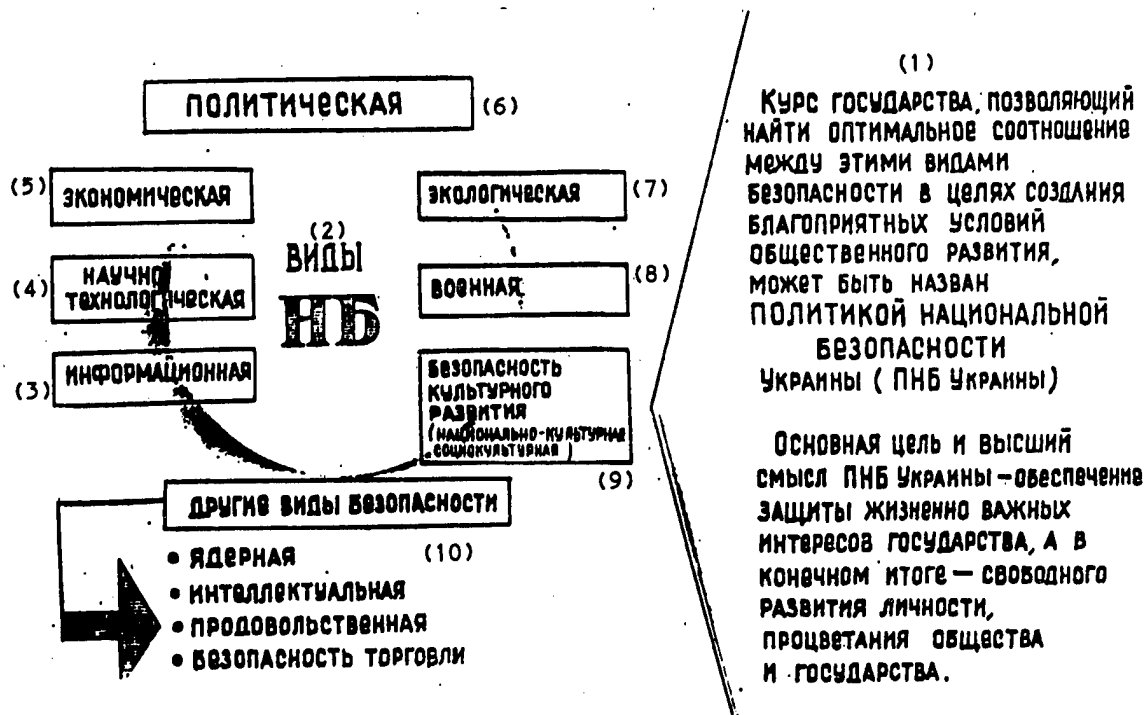 ПОЛИТИЧЕСКАЯ (6)
(5) ЭКОНОМИЧЕСКАЯ
ЭКОЛОГИЧЕСКАЯ (7)
(2)
ВИДЫ
НБ
(4) НАУЧНО
ТЕХНОЛОГИЧЕСКАЯ
ВОЕННАЯ (8)
(3) ИНФОРМАЦИОННАЯ
БЕЗОПАСНОСТЬ
КУЛЬТУРНОГО
РАЗВИТИЯ
(НАЦИОНАЛЬНО-КУЛЬТУРНАЯ
СОЦИОКУЛЬТУРНАЯ)
(9)
ДРУГИЕ ВИДЫ БЕЗОПАСНОСТИ
(10)
• ЯДЕРНАЯ
• ИНТЕЛЛЕКТУАЛЬНАЯ
• ПРОДОВОЛЬСТВЕННАЯ
• БЕЗОПАСНОСТЬ ТОРГОВЛИ
(1)
КУРС ГОСУДАРСТВА, ПОЗВОЛЯЮЩИЙ
НАЙТИ ОПТИМАЛЬНОЕ СООТНОШЕНИЕ
МЕЖДУ ЭТИМИ ВИДАМИ
БЕЗОПАСНОСТИ В ЦЕЛЯХ СОЗДАНИЯ
БЛАГОПРИЯТНЫХ УСЛОВИЙ
ОБЩЕСТВЕННОГО РАЗВИТИЯ,
МОЖЕТ БЫТЬ НАЗВАН
ПОЛИТИКОЙ НАЦИОНАЛЬНОЙ
БЕЗОПАСНОСТИ
УКРАИНЫ (ПНБ УКРАИНЫ)
ОСНОВНАЯ ЦЕЛЬ И ВЫСШИЙ
СМЫСЛ ПНБ УКРАИНЫ – ОБЕСПЕЧЕНИЕ
ЗАЩИТЫ ЖИЗНЕННО ВАЖНЫХ
ИНТЕРЕСОВ ГОСУДАРСТВА, А В
КОНЕЧНОМ ИТОГЕ — СВОБОДНОГО
РАЗВИТИЯ ЛИЧНОСТИ,
ПРОЦВЕТАНИЯ ОБЩЕСТВА
И ГОСУДАРСТВА.